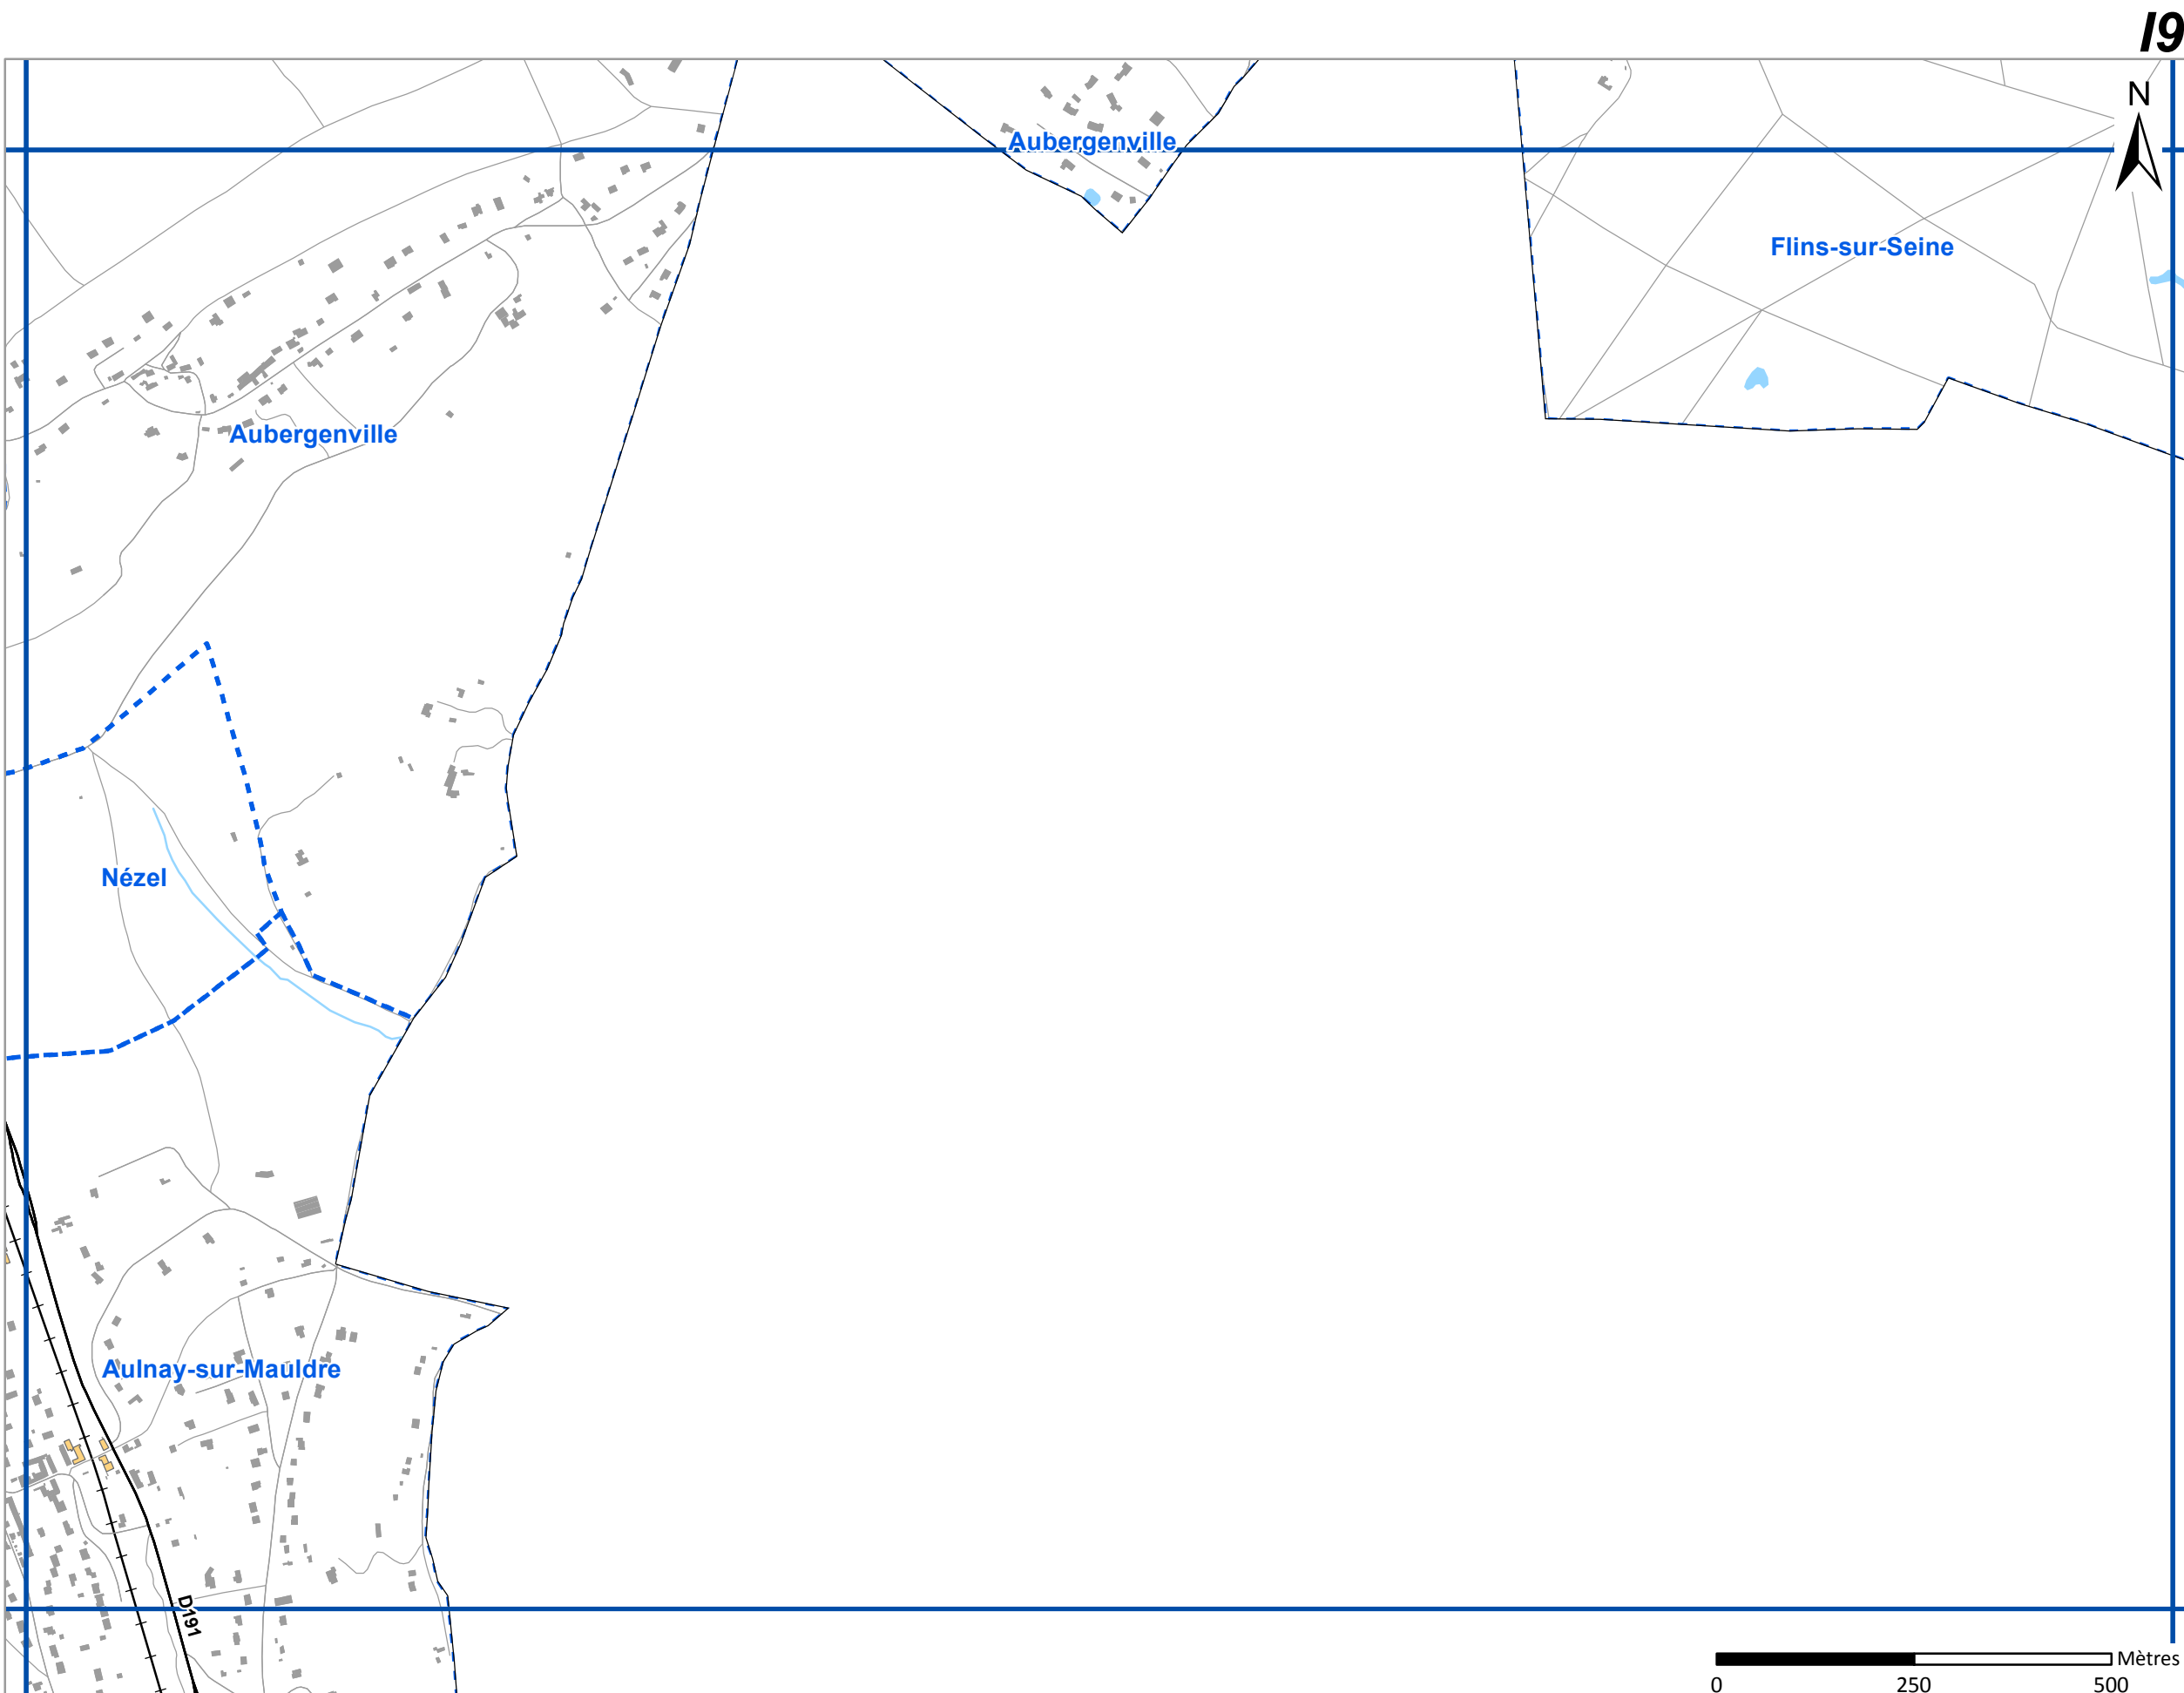 I9
N
Aubergenville
Flins-sur-Seine
Aubergenville
Nézel
Aulnay-sur-Mauldre
D191
Mètres
0 250 500